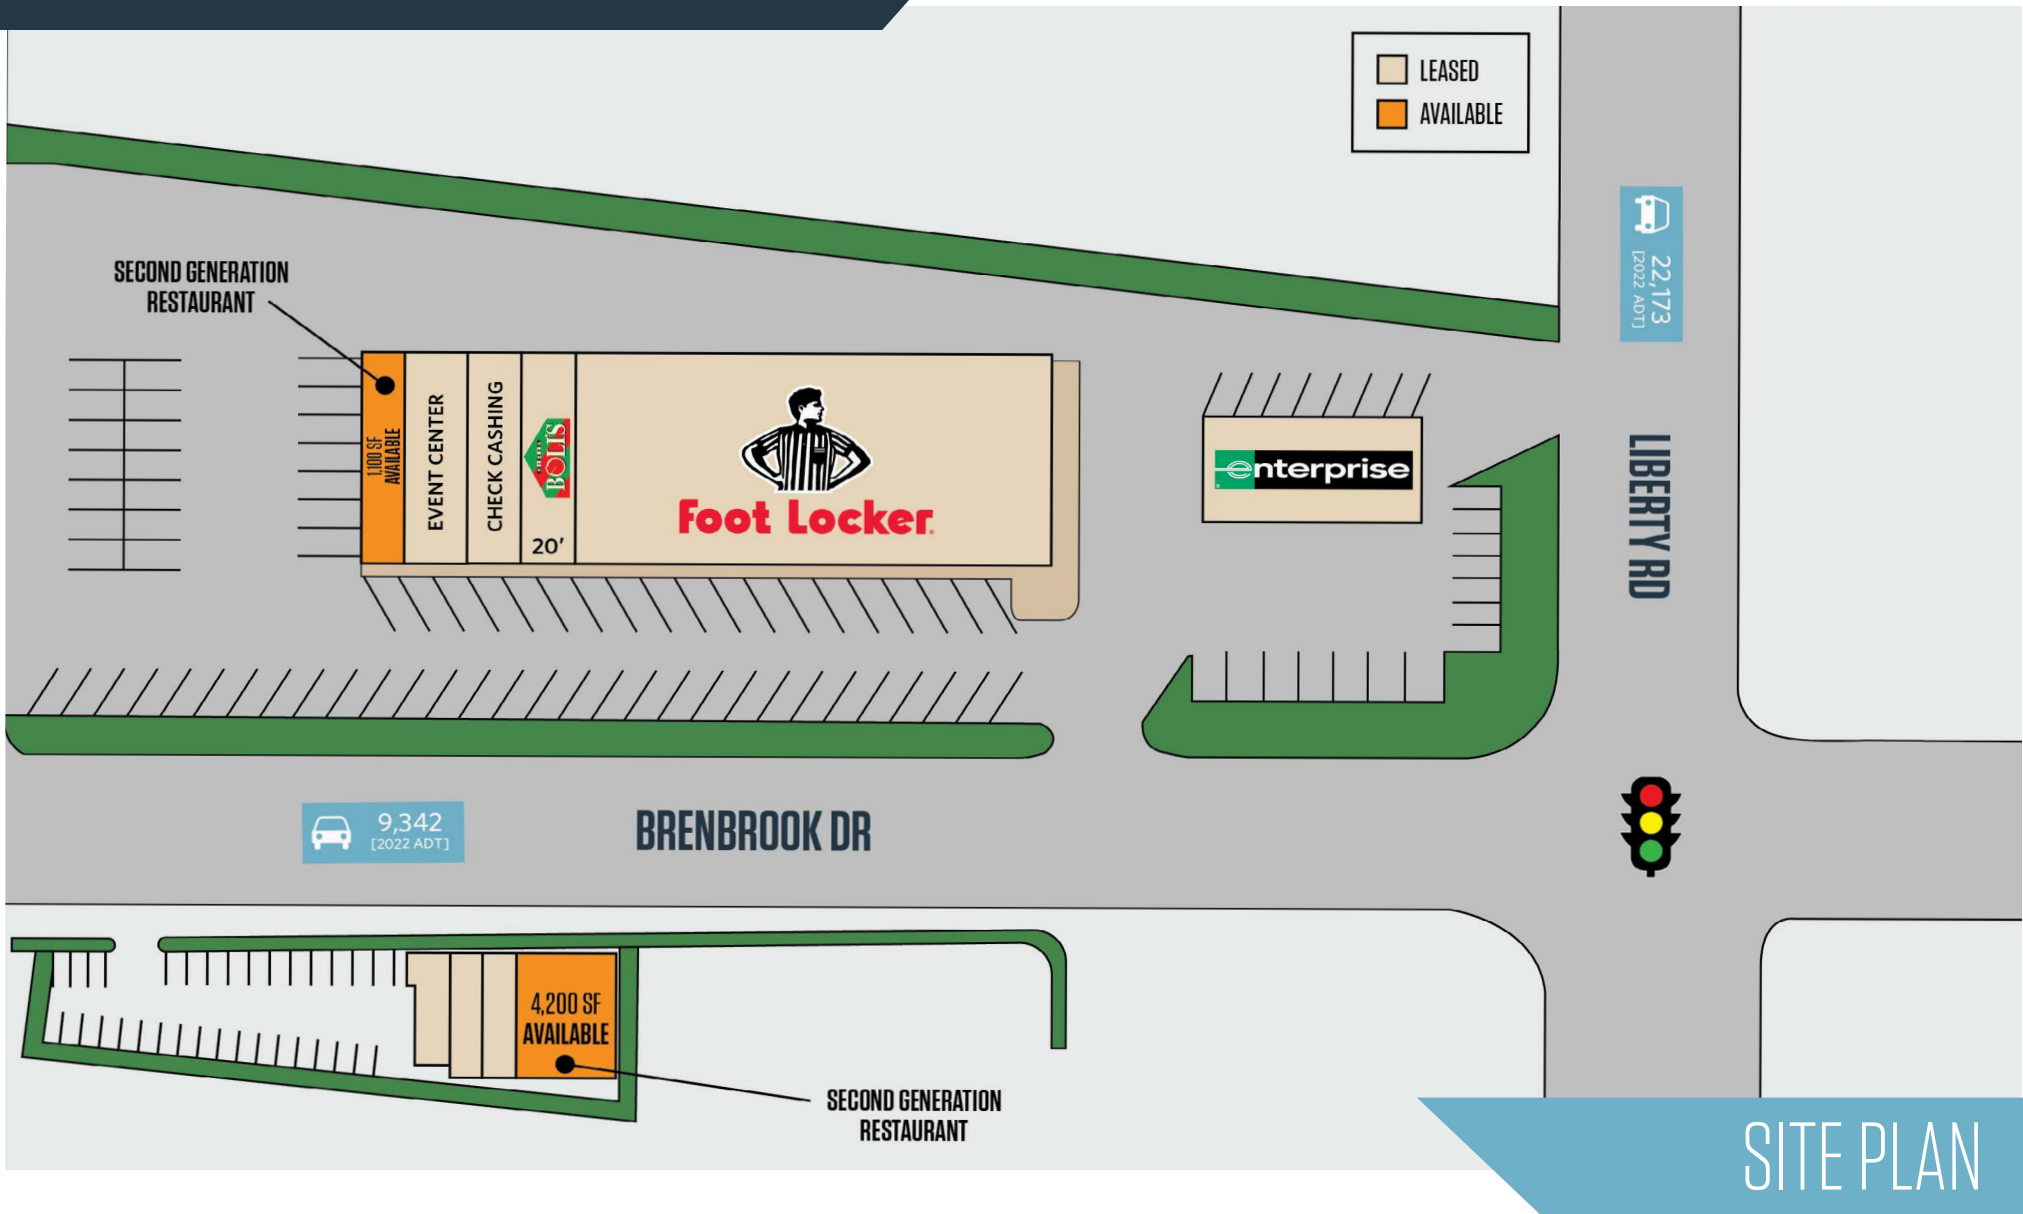 LEASED
AVAILABLE
22,173
[2022 ADT]
SECOND GENERATION
RESTAURANT
1,100 SF
AVAILABLE
EVENT CENTER
CHECK CASHING
BOLIS
20'
Foot Locker
enterprise
LIBERTY RD
9,342
[2022 ADT]
BRENBROOK DR
4,200 SF
AVAILABLE
SECOND GENERATION
RESTAURANT
SITE PLAN